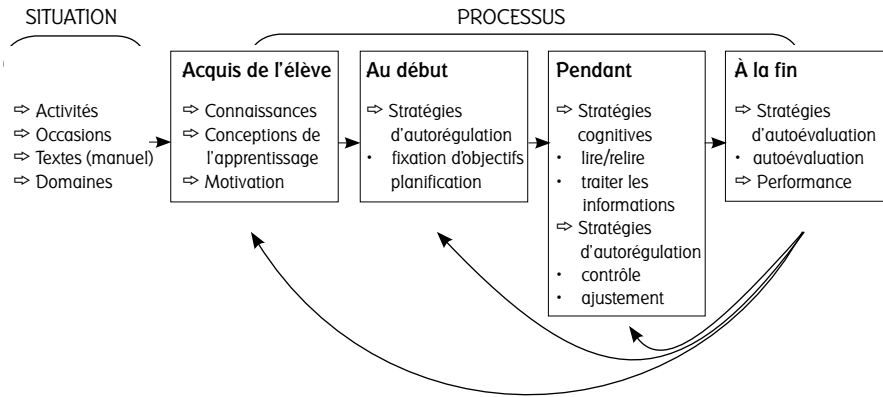 SITUATION
PROCESSUS
⇨ Activités
⇨ Occasions
⇨ Textes (manuel)
⇨ Domaines
Acquis de l'élève
⇨ Connaissances
⇨ Conceptions de
l'apprentissage
⇨ Motivation
Au début
⇨ Stratégies
d'autorégulation
• fixation d'objectifs
planification
Pendant
⇨ Stratégies
cognitives
• lire/relire
• traiter les
informations
⇨ Stratégies
d'autorégulation
• contrôle
• ajustement
À la fin
⇨ Stratégies
d'autoévaluation
• autoévaluation
⇨ Performance